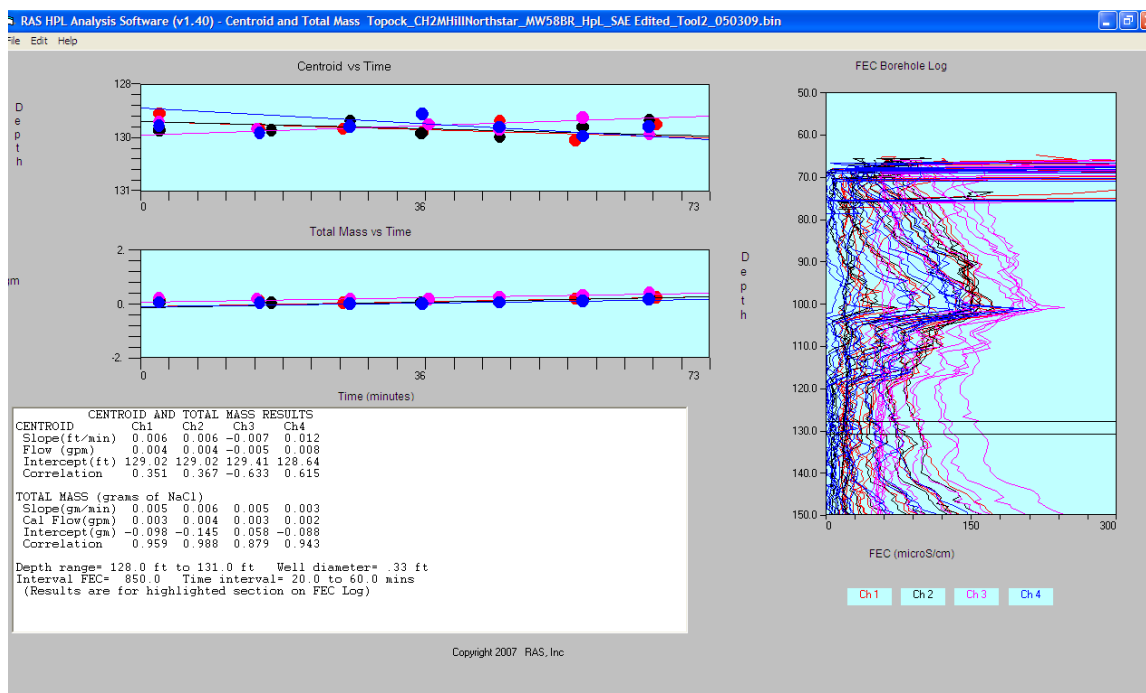 RAS HPL Analysis Software (v1.40) - Centroid and Total Mass Topock_CH2MHillNorthstar_MW58BR_HpL_SAE Edited_Tool2_050309.bin
File Edit Help
Centroid vs Time
Depth
128
130
131
0 36 73
Total Mass vs Time
2.
0.
-2.
0 36 73
Time (minutes)
CENTROID AND TOTAL MASS RESULTS
CENTROID Ch1 Ch2 Ch3 Ch4
Slope(ft/min) 0.006 0.006 -0.007 0.012
Flow (gpm) 0.004 0.004 -0.005 0.008
Intercept(ft) 129.02 129.02 129.41 128.64
Correlation 0.351 0.367 -0.633 0.615
TOTAL MASS (grams of NaCl)
Slope(gm/min) 0.005 0.006 0.005 0.003
Cal Flow(gpm) 0.003 0.004 0.003 0.002
Intercept(gm) -0.098 -0.145 0.058 -0.088
Correlation 0.959 0.988 0.879 0.943
Depth range= 128.0 ft to 131.0 ft Well diameter= .33 ft
Interval FEC= 850.0 Time interval= 20.0 to 60.0 mins
(Results are for highlighted section on FEC Log)
FEC Borehole Log
Depth
50.0
60.0
70.0
80.0
90.0
100.0
110.0
120.0
130.0
140.0
150.0
0 150 300
FEC (microS/cm)
Ch 1 Ch 2 Ch 3 Ch 4
Copyright 2007 RAS, Inc